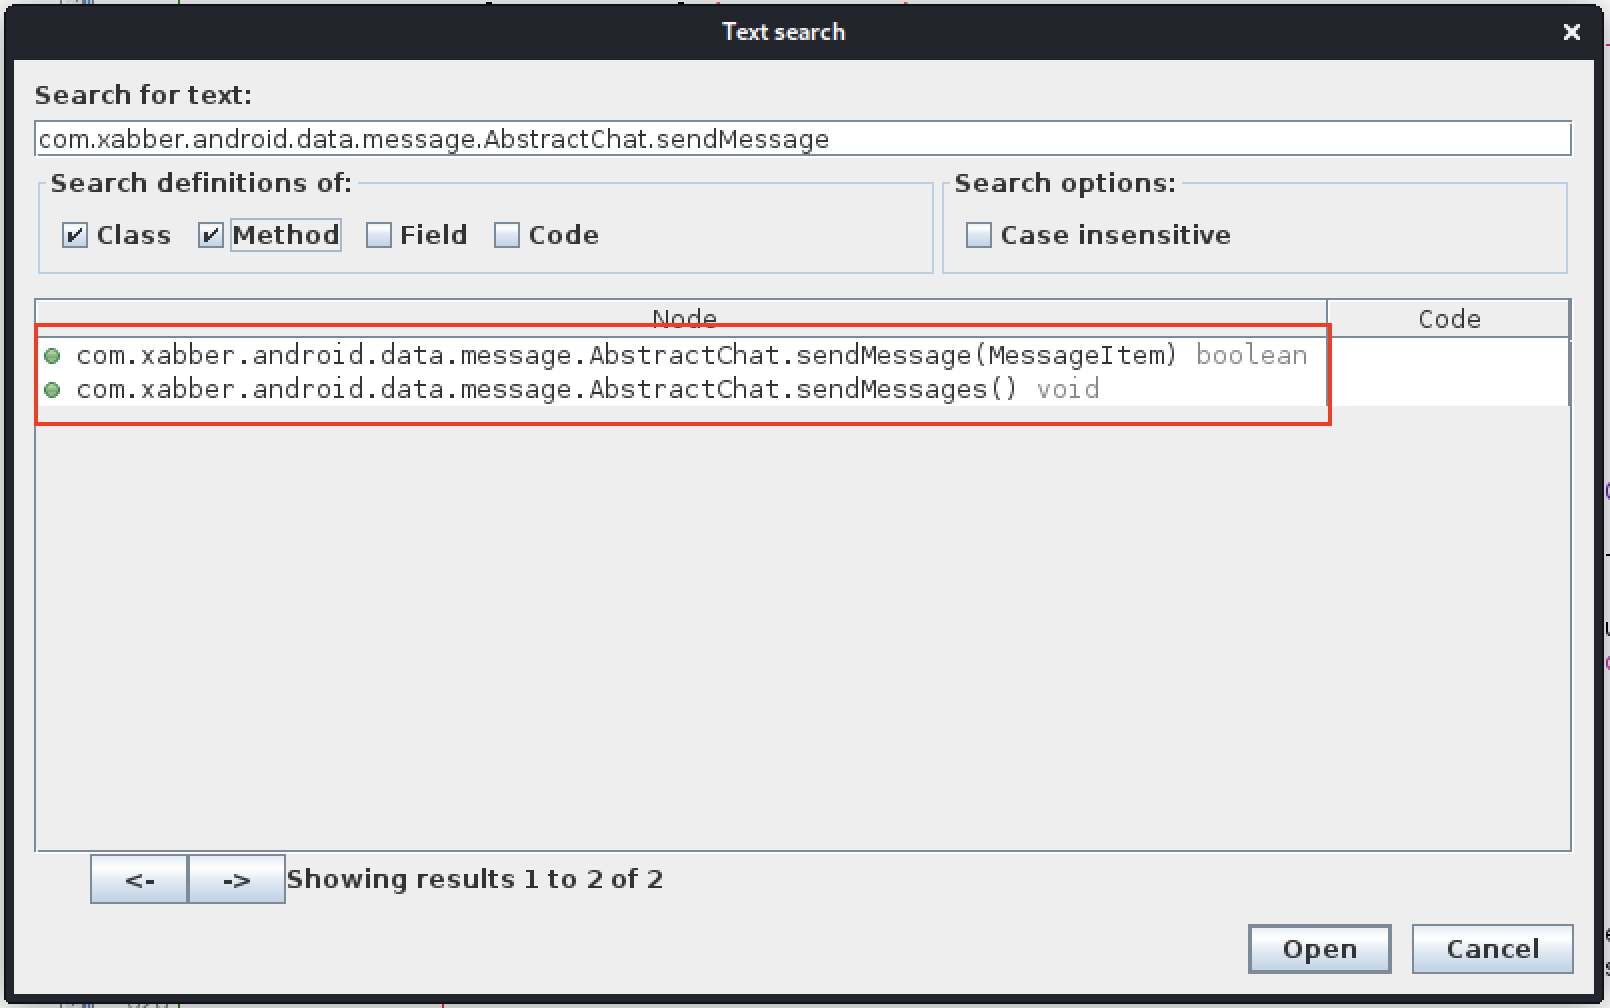 Text search
Search for text:
com.xabber.android.data.message.AbstractChat.sendMessage
Search definitions of: Search options:
Class Method Field Code Case insensitive
Node Code
com.xabber.android.data.message.AbstractChat.sendMessage(MessageItem) boolean
com.xabber.android.data.message.AbstractChat.sendMessages() void
<- -> Showing results 1 to 2 of 2
Open Cancel